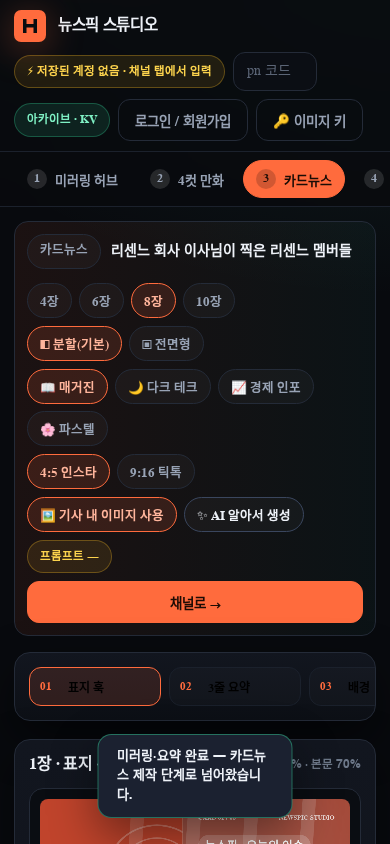 뉴스픽 스튜디오
⚡ 저장된 계정 없음 · 채널 탭에서 입력
pn 코드
아카이브 · KV
로그인 / 회원가입
🔑 이미지 키
1 미러링 허브
2 4컷 만화
3 카드뉴스
4
카드뉴스
리센느 회사 이사님이 찍은 리센느 멤버들
4장
6장
8장
10장
◧ 분할(기본)
▣ 전면형
📖 매거진
🌙 다크 테크
📈 경제 인포
🌸 파스텔
4:5 인스타
9:16 틱톡
🖼️ 기사 내 이미지 사용
✨ AI 알아서 생성
프롬프트 —
채널로 →
01 표지 훅
02 3줄 요약
03 배경
1장 · 표지
% · 본문 70%
미러링·요약 완료 — 카드뉴
스 제작 단계로 넘어왔습니
다.
NEWSPIC STUDIO